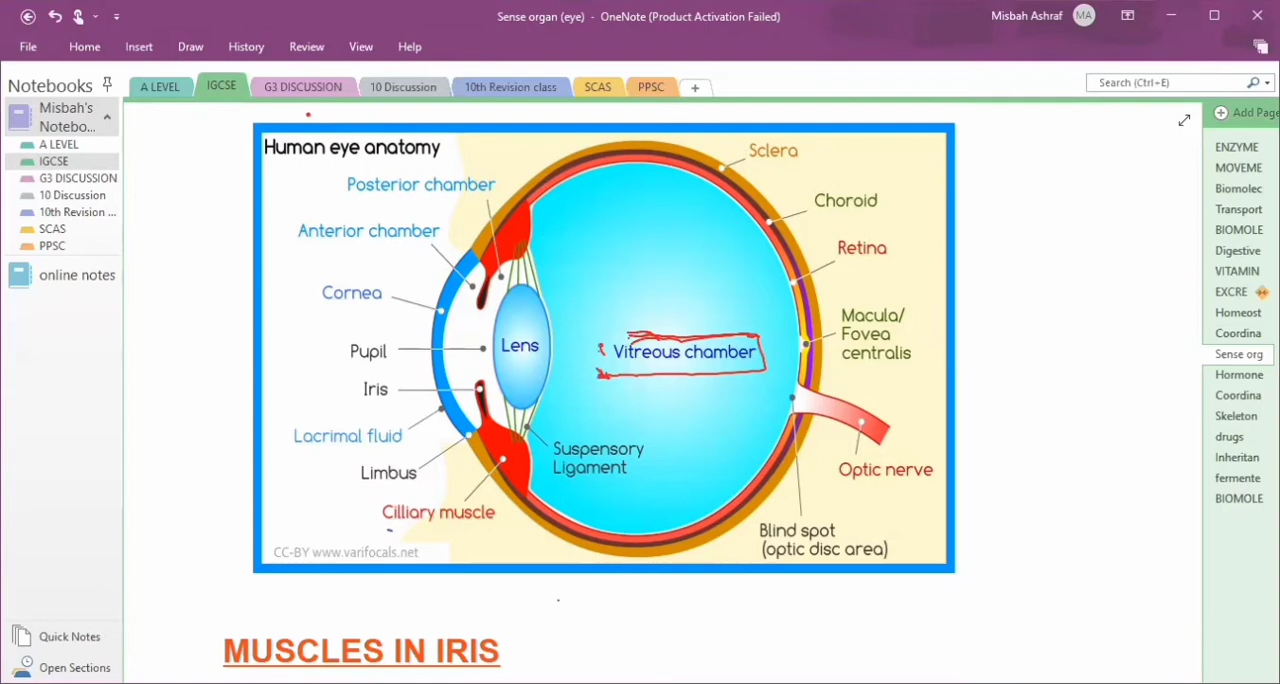 Sense organ (eye) - OneNote (Product Activation Failed)
Misbah Ashraf
MA
File Home Insert Draw History Review View Help
Notebooks
A LEVEL IGCSE G3 DISCUSSION 10 Discussion 10th Revision class SCAS PPSC
Search (Ctrl+E)
Misbah's
Notebo...
A LEVEL
IGCSE
G3 DISCUSSION
10 Discussion
10th Revision ...
SCAS
PPSC
online notes
Quick Notes
Open Sections
Human eye anatomy
Posterior chamber
Anterior chamber
Cornea
Pupil
Iris
Lacrimal fluid
Limbus
Cilliary muscle
CC-BY www.varifocals.net
Lens
Vitreous chamber
Suspensory
Ligament
Sclera
Choroid
Retina
Macula/
Fovea
centralis
Optic nerve
Blind spot
(optic disc area)
MUSCLES IN IRIS
Add Page
ENZYME
MOVEME
Biomolec
Transport
BIOMOLE
Digestive
VITAMIN
EXCRE
Homeost
Coordina
Sense org
Hormone
Coordina
Skeleton
drugs
Inheritan
fermente
BIOMOLE